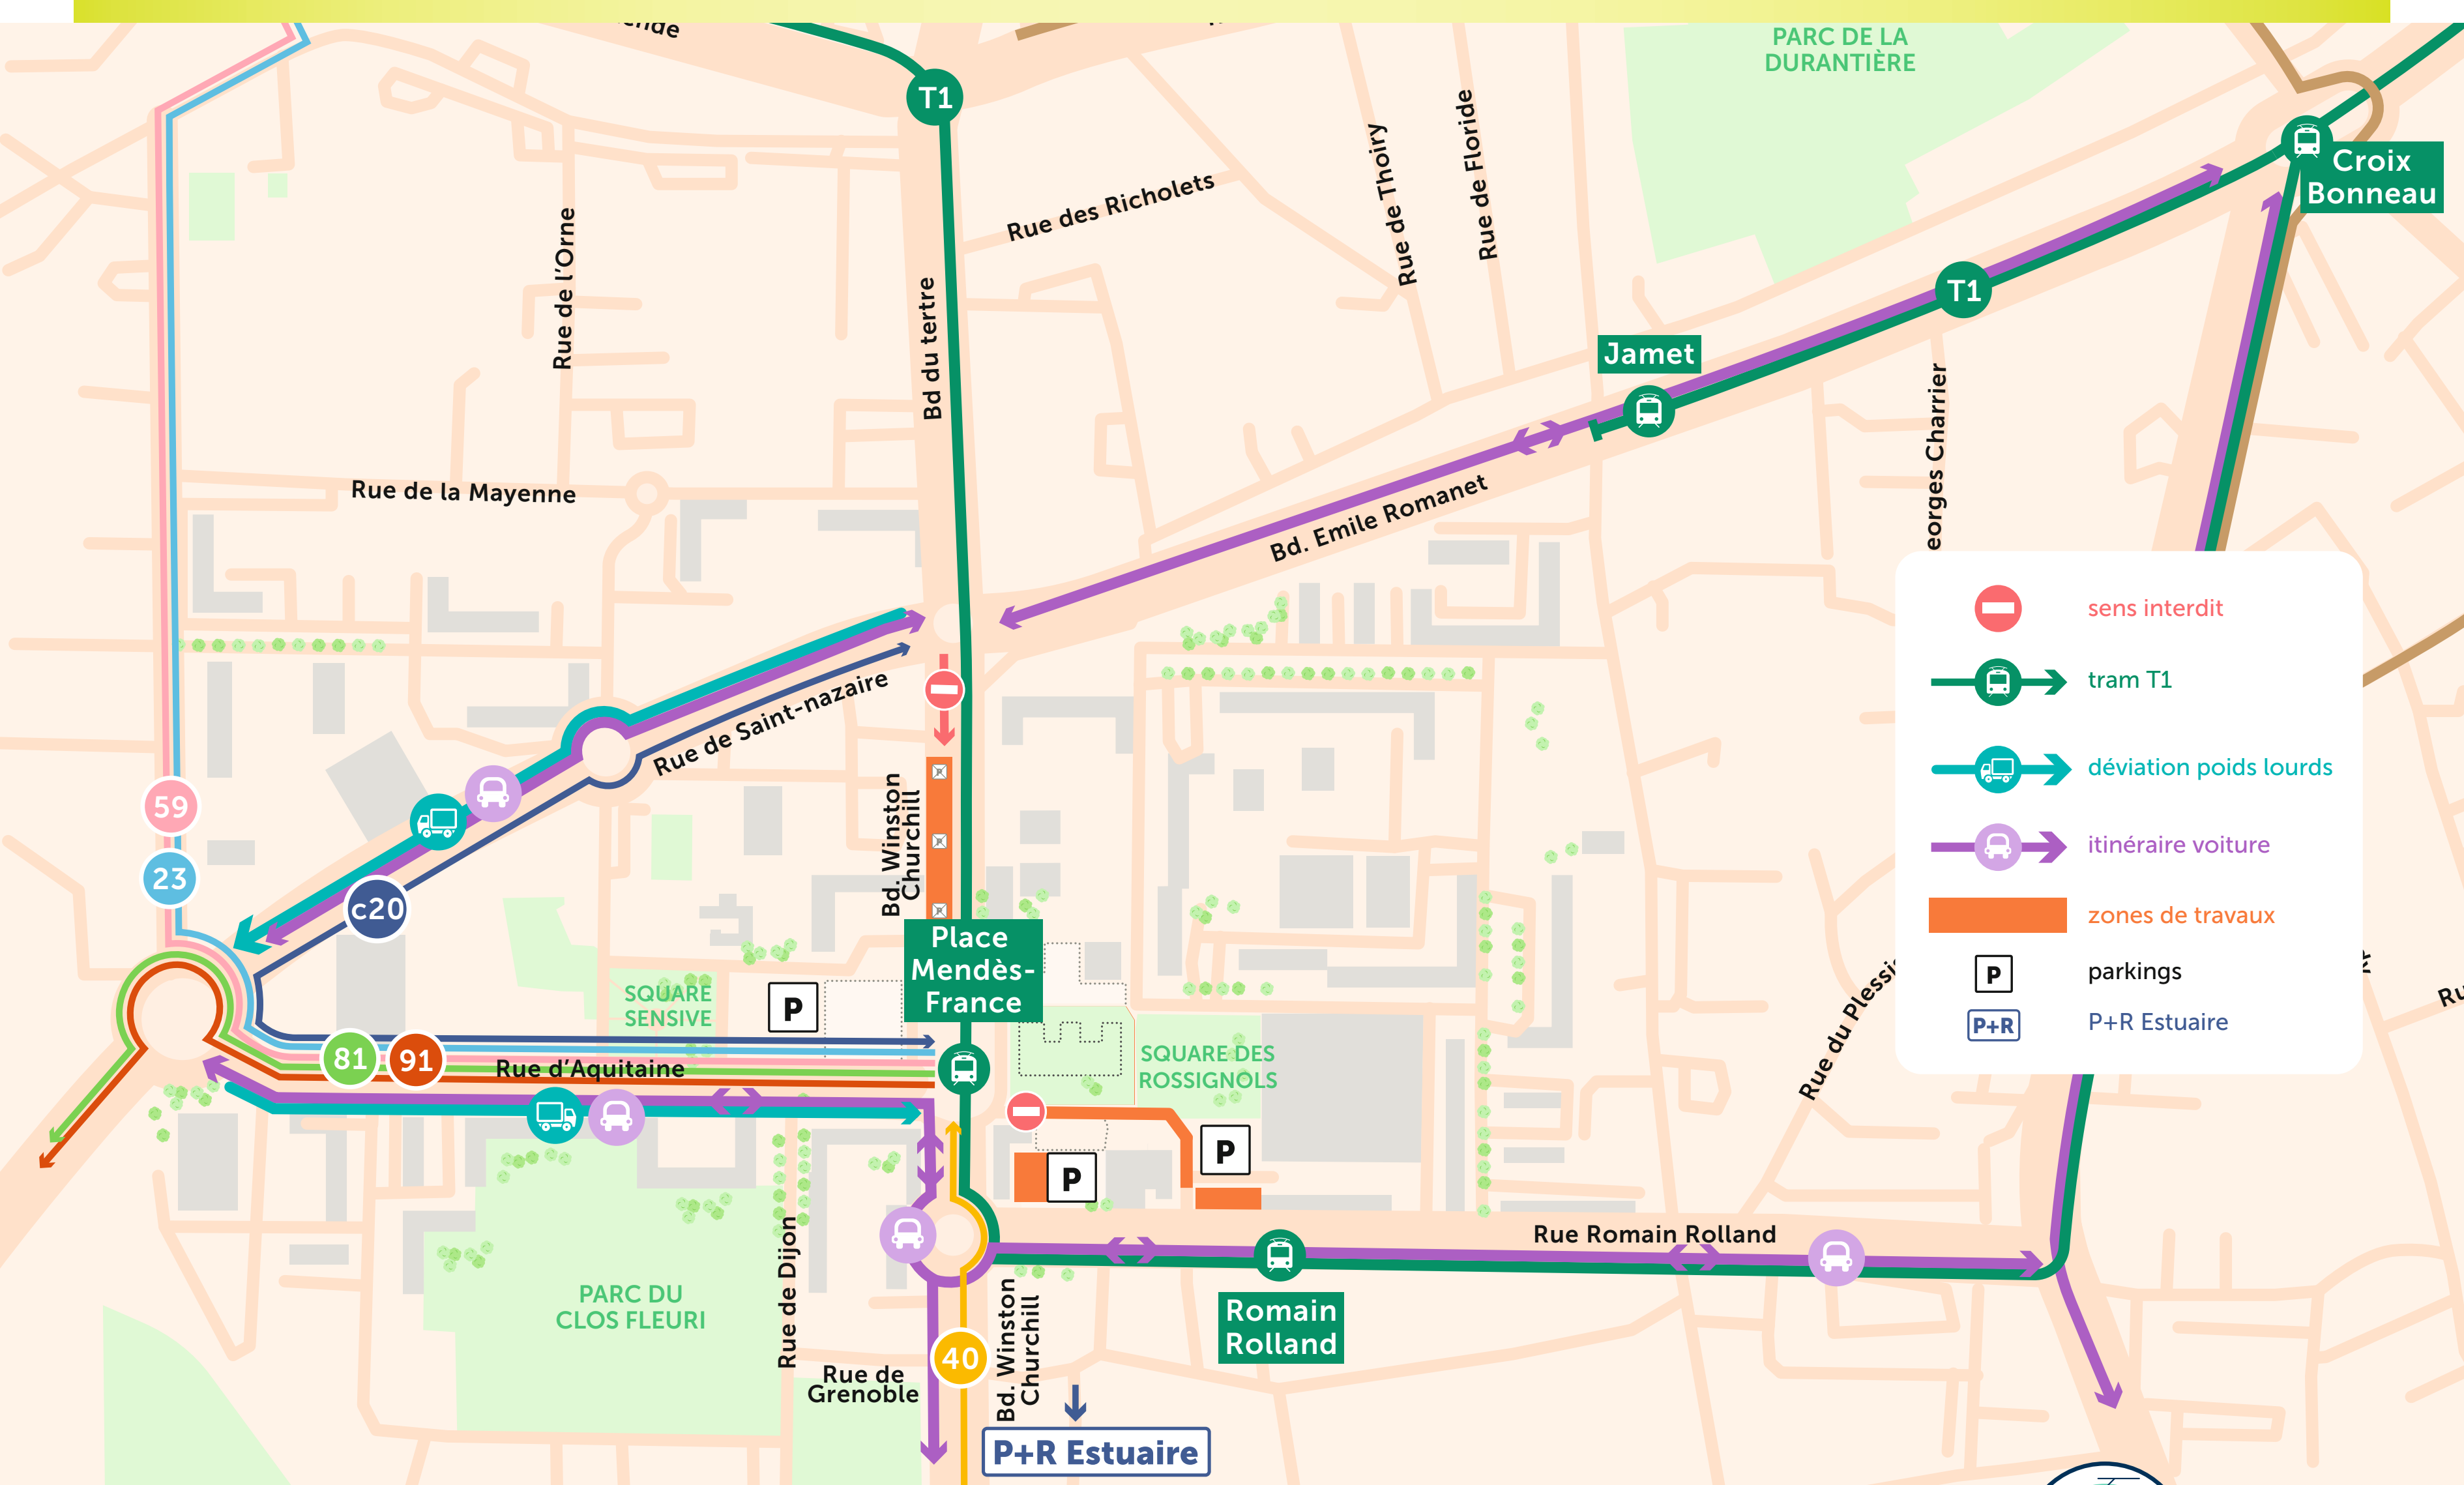 PARC DE LA
DURANTIÈRE
T1
Croix
Bonneau
Rue des Richolets
Rue de Thoiry
Rue de Floride
Rue de l'Orne
Bd du tertre
T1
Jamet
Georges Charrier
Rue de la Mayenne
Bd. Emile Romanet
Rue de Saint-nazaire
59
23
c20
Bd. Winston
Churchill
P
P
P
Place
Mendès-
France
sens interdit
tram T1
déviation poids lourds
itinéraire voiture
zones de travaux
P
parkings
P+R
P+R Estuaire
SQUARE
SENSIVE
P
81
91
Rue d'Aquitaine
SQUARE DES
ROSSIGNOLS
P
P
Rue du Plessis
Rue Romain Rolland
Romain
Rolland
PARC DU
CLOS FLEURI
Rue de Dijon
Rue de
Grenoble
40
Bd. Winston
Churchill
P+R Estuaire